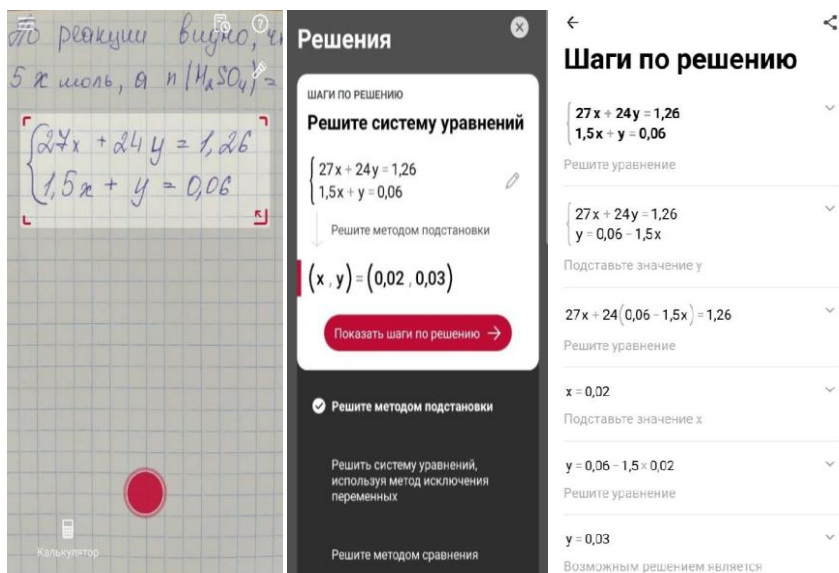 По реакции видно, ч
5 x моль, а n(H₂SO₄) =
27x + 24y = 1,26
1,5x + y = 0,06
Калькулятор
Решения
ШАГИ ПО РЕШЕНИЮ
Решите систему уравнений
27x + 24y = 1,26
1,5x + y = 0,06
Решите методом подстановки
(x , y) = (0,02 , 0,03)
Показать шаги по решению →
Решите методом подстановки
Решить систему уравнений,
используя метод исключения
переменных
Решите методом сравнения
Шаги по решению
27x + 24y = 1,26
1,5x + y = 0,06
Решите уравнение
27x + 24y = 1,26
y = 0,06 - 1,5x
Подставьте значение y
27x + 24(0,06 - 1,5x) = 1,26
Решите уравнение
x = 0,02
Подставьте значение x
y = 0,06 - 1,5 × 0,02
Решите уравнение
y = 0,03
Возможным решением является